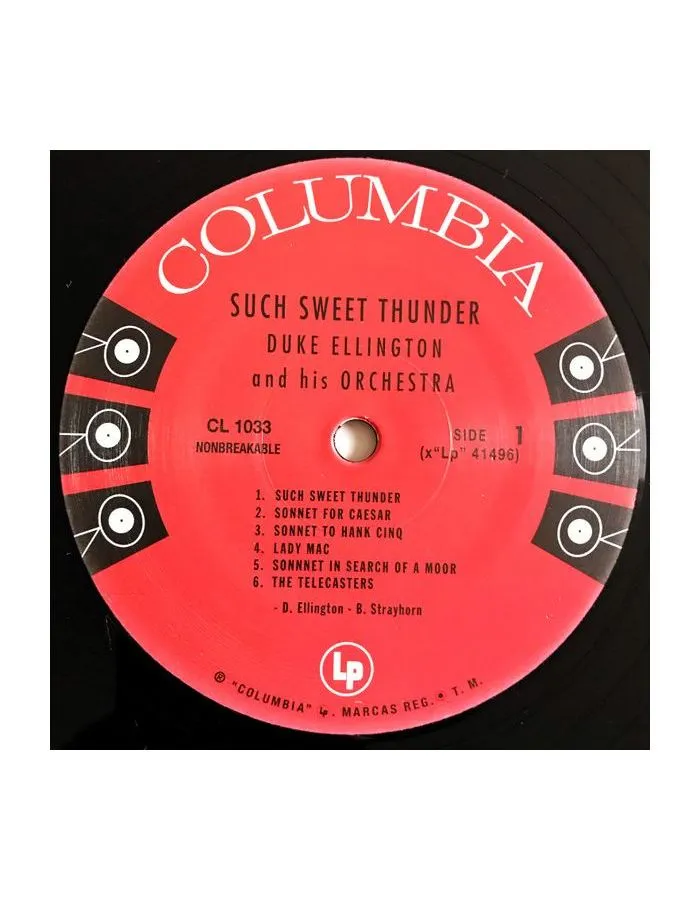 COLUMBIA
SUCH SWEET THUNDER
DUKE ELLINGTON
and his ORCHESTRA
CL 1033
NONBREAKABLE
SIDE 1
(x"Lp" 41496)
1. SUCH SWEET THUNDER
2. SONNET FOR CAESAR
3. SONNET TO HANK CINQ
4. LADY MAC
5. SONNNET IN SEARCH OF A MOOR
6. THE TELECASTERS
- D. Ellington - B. Strayhorn
Lp
® "COLUMBIA" Lp. MARCAS REG. • T. M.